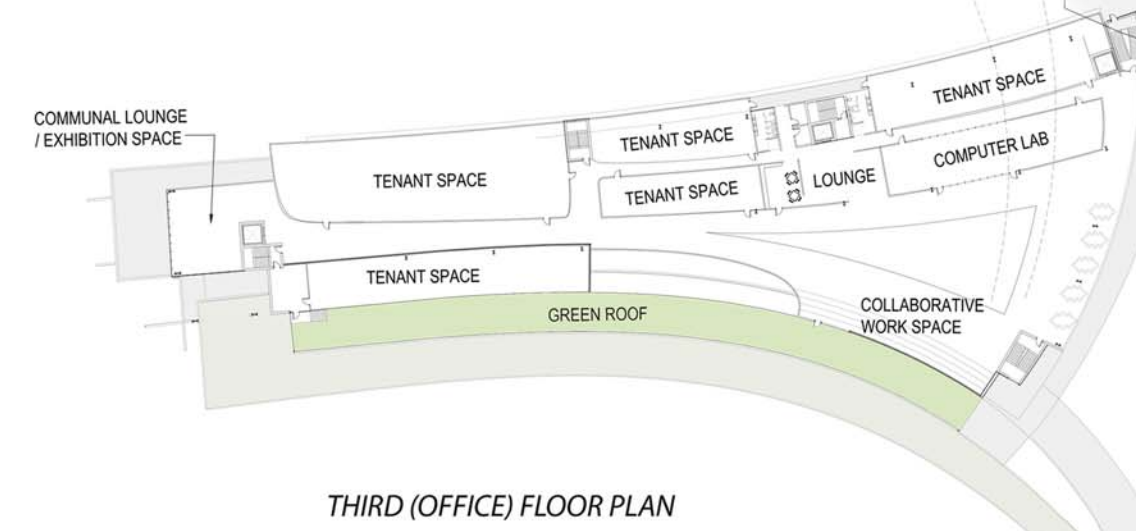 COMMUNAL LOUNGE
/ EXHIBITION SPACE
TENANT SPACE
TENANT SPACE
TENANT SPACE
LOUNGE
TENANT SPACE
COMPUTER LAB
TENANT SPACE
GREEN ROOF
COLLABORATIVE
WORK SPACE
THIRD (OFFICE) FLOOR PLAN